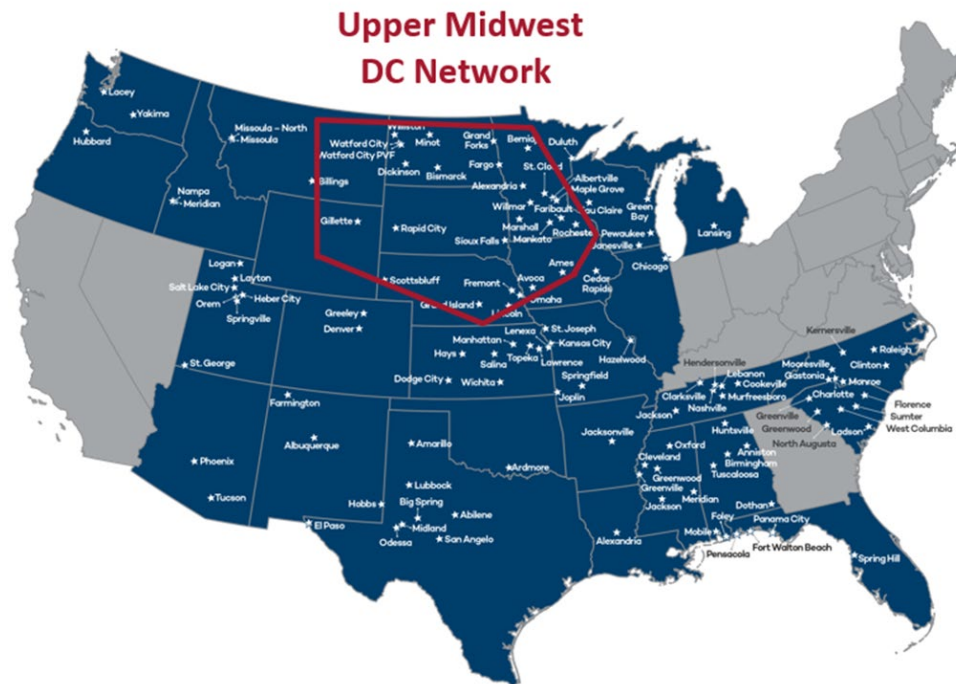 Upper Midwest
DC Network
Lacey
Yakima
Hubbard
Missoula – North
Missoula
Nampa
Meridian
Billings
Gillette
Williston
Watford City
Watford City PVF
Minot
Dickinson
Bismarck
Grand
Forks
Fargo
Duluth
St. Cloud
Albertville
Maple Grove
Alexandria
Willmar
Faribault
Eau Claire
Marshall
Mankato
Rochester
Green
Bay
Pewaukee
Janesville
Lansing
Chicago
Rapid City
Sioux Falls
Scottsbluff
Fremont
Avoca
Ames
Cedar
Rapids
Omaha
Grand Island
Lincoln
Logan
Layton
Salt Lake City
Heber City
Orem
Springville
St. George
Greeley
Denver
Manhattan
Hays
Salina
Topeka
Lenexa
St. Joseph
Kansas City
Lawrence
Dodge City
Wichita
Hazelwood
Springfield
Joplin
Farmington
Albuquerque
Phoenix
Tucson
Hobbs
El Paso
Amarillo
Lubbock
Big Spring
Abilene
Midland
Odessa
San Angelo
Ardmore
Jacksonville
Alexandria
Hendersonville
Kernersville
Lebanon
Cookeville
Clarksville
Murfreesboro
Nashville
Jackson
Mooresville
Gastonia
Raleigh
Clinton
Monroe
Charlotte
Greenville
Greenwood
North Augusta
Ladson
Florence
Sumter
West Columbia
Huntsville
Oxford
Cleveland
Greenwood
Greenville
Jackson
Meridian
Anniston
Birmingham
Tuscaloosa
Dothan
Foley
Mobile
Panama City
Fort Walton Beach
Pensacola
Spring Hill